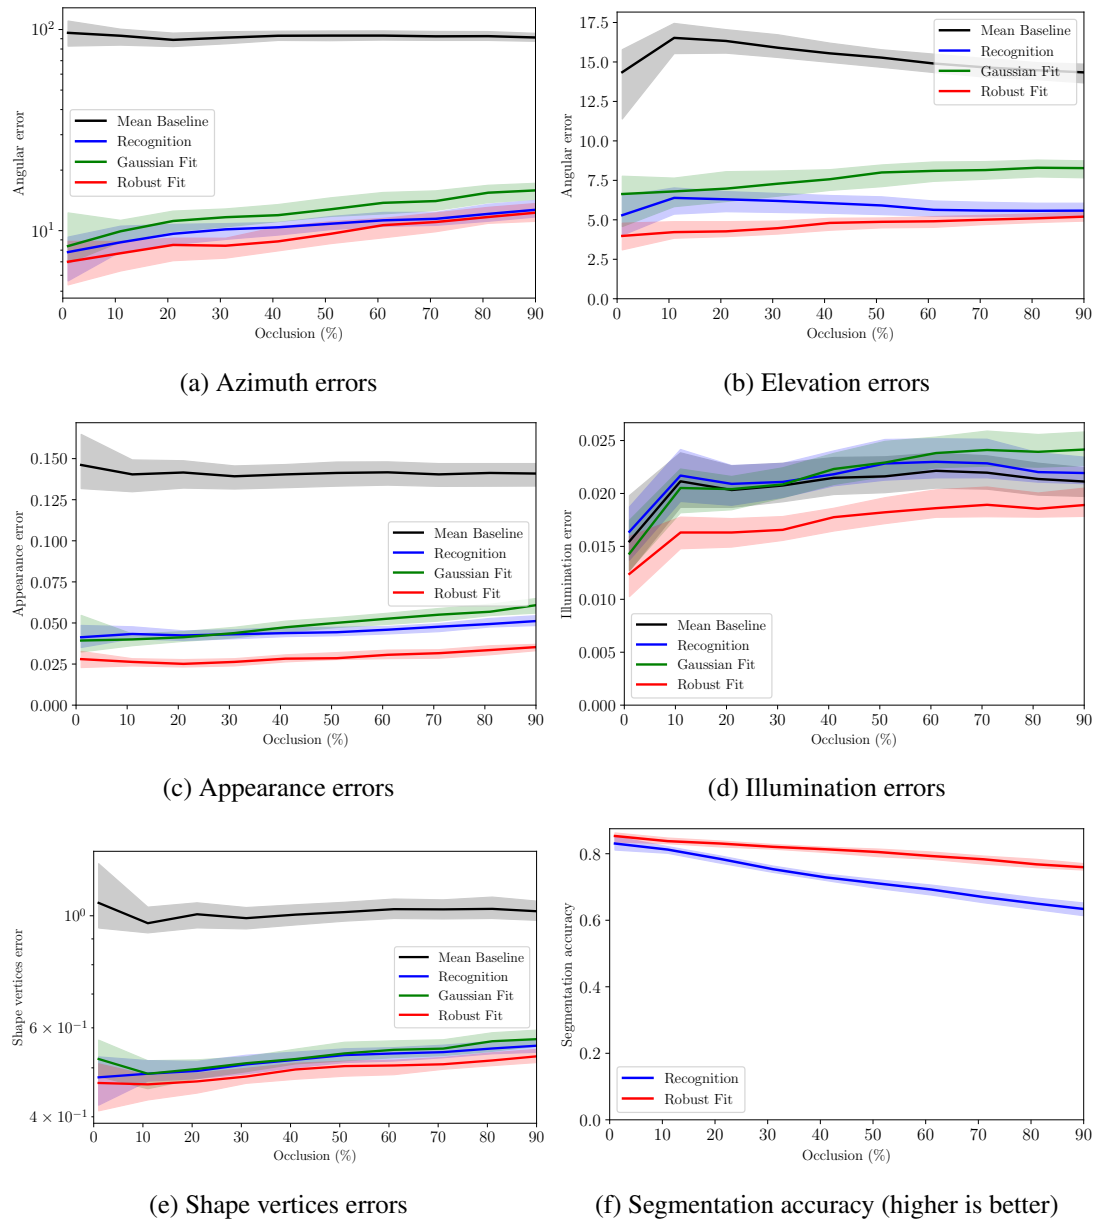 10²
10¹
Angular error
Mean Baseline
Recognition
Gaussian Fit
Robust Fit
0 10 20 30 40 50 60 70 80 90
Occlusion (%)
(a) Azimuth errors
17.5
15.0
12.5
10.0
7.5
5.0
2.5
0.0
Angular error
Mean Baseline
Recognition
Gaussian Fit
Robust Fit
0 10 20 30 40 50 60 70 80 90
Occlusion (%)
(b) Elevation errors
0.150
0.125
0.100
0.075
0.050
0.025
0.000
Appearance error
Mean Baseline
Recognition
Gaussian Fit
Robust Fit
0 10 20 30 40 50 60 70 80 90
Occlusion (%)
(c) Appearance errors
0.025
0.020
0.015
0.010
0.005
0.000
Illumination error
Mean Baseline
Recognition
Gaussian Fit
Robust Fit
0 10 20 30 40 50 60 70 80 90
Occlusion (%)
(d) Illumination errors
10⁰
6 × 10⁻¹
4 × 10⁻¹
Shape vertices error
Mean Baseline
Recognition
Gaussian Fit
Robust Fit
0 10 20 30 40 50 60 70 80 90
Occlusion (%)
(e) Shape vertices errors
0.8
0.6
0.4
0.2
0.0
Segmentation accuracy
Recognition
Robust Fit
0 10 20 30 40 50 60 70 80 90
Occlusion (%)
(f) Segmentation accuracy (higher is better)